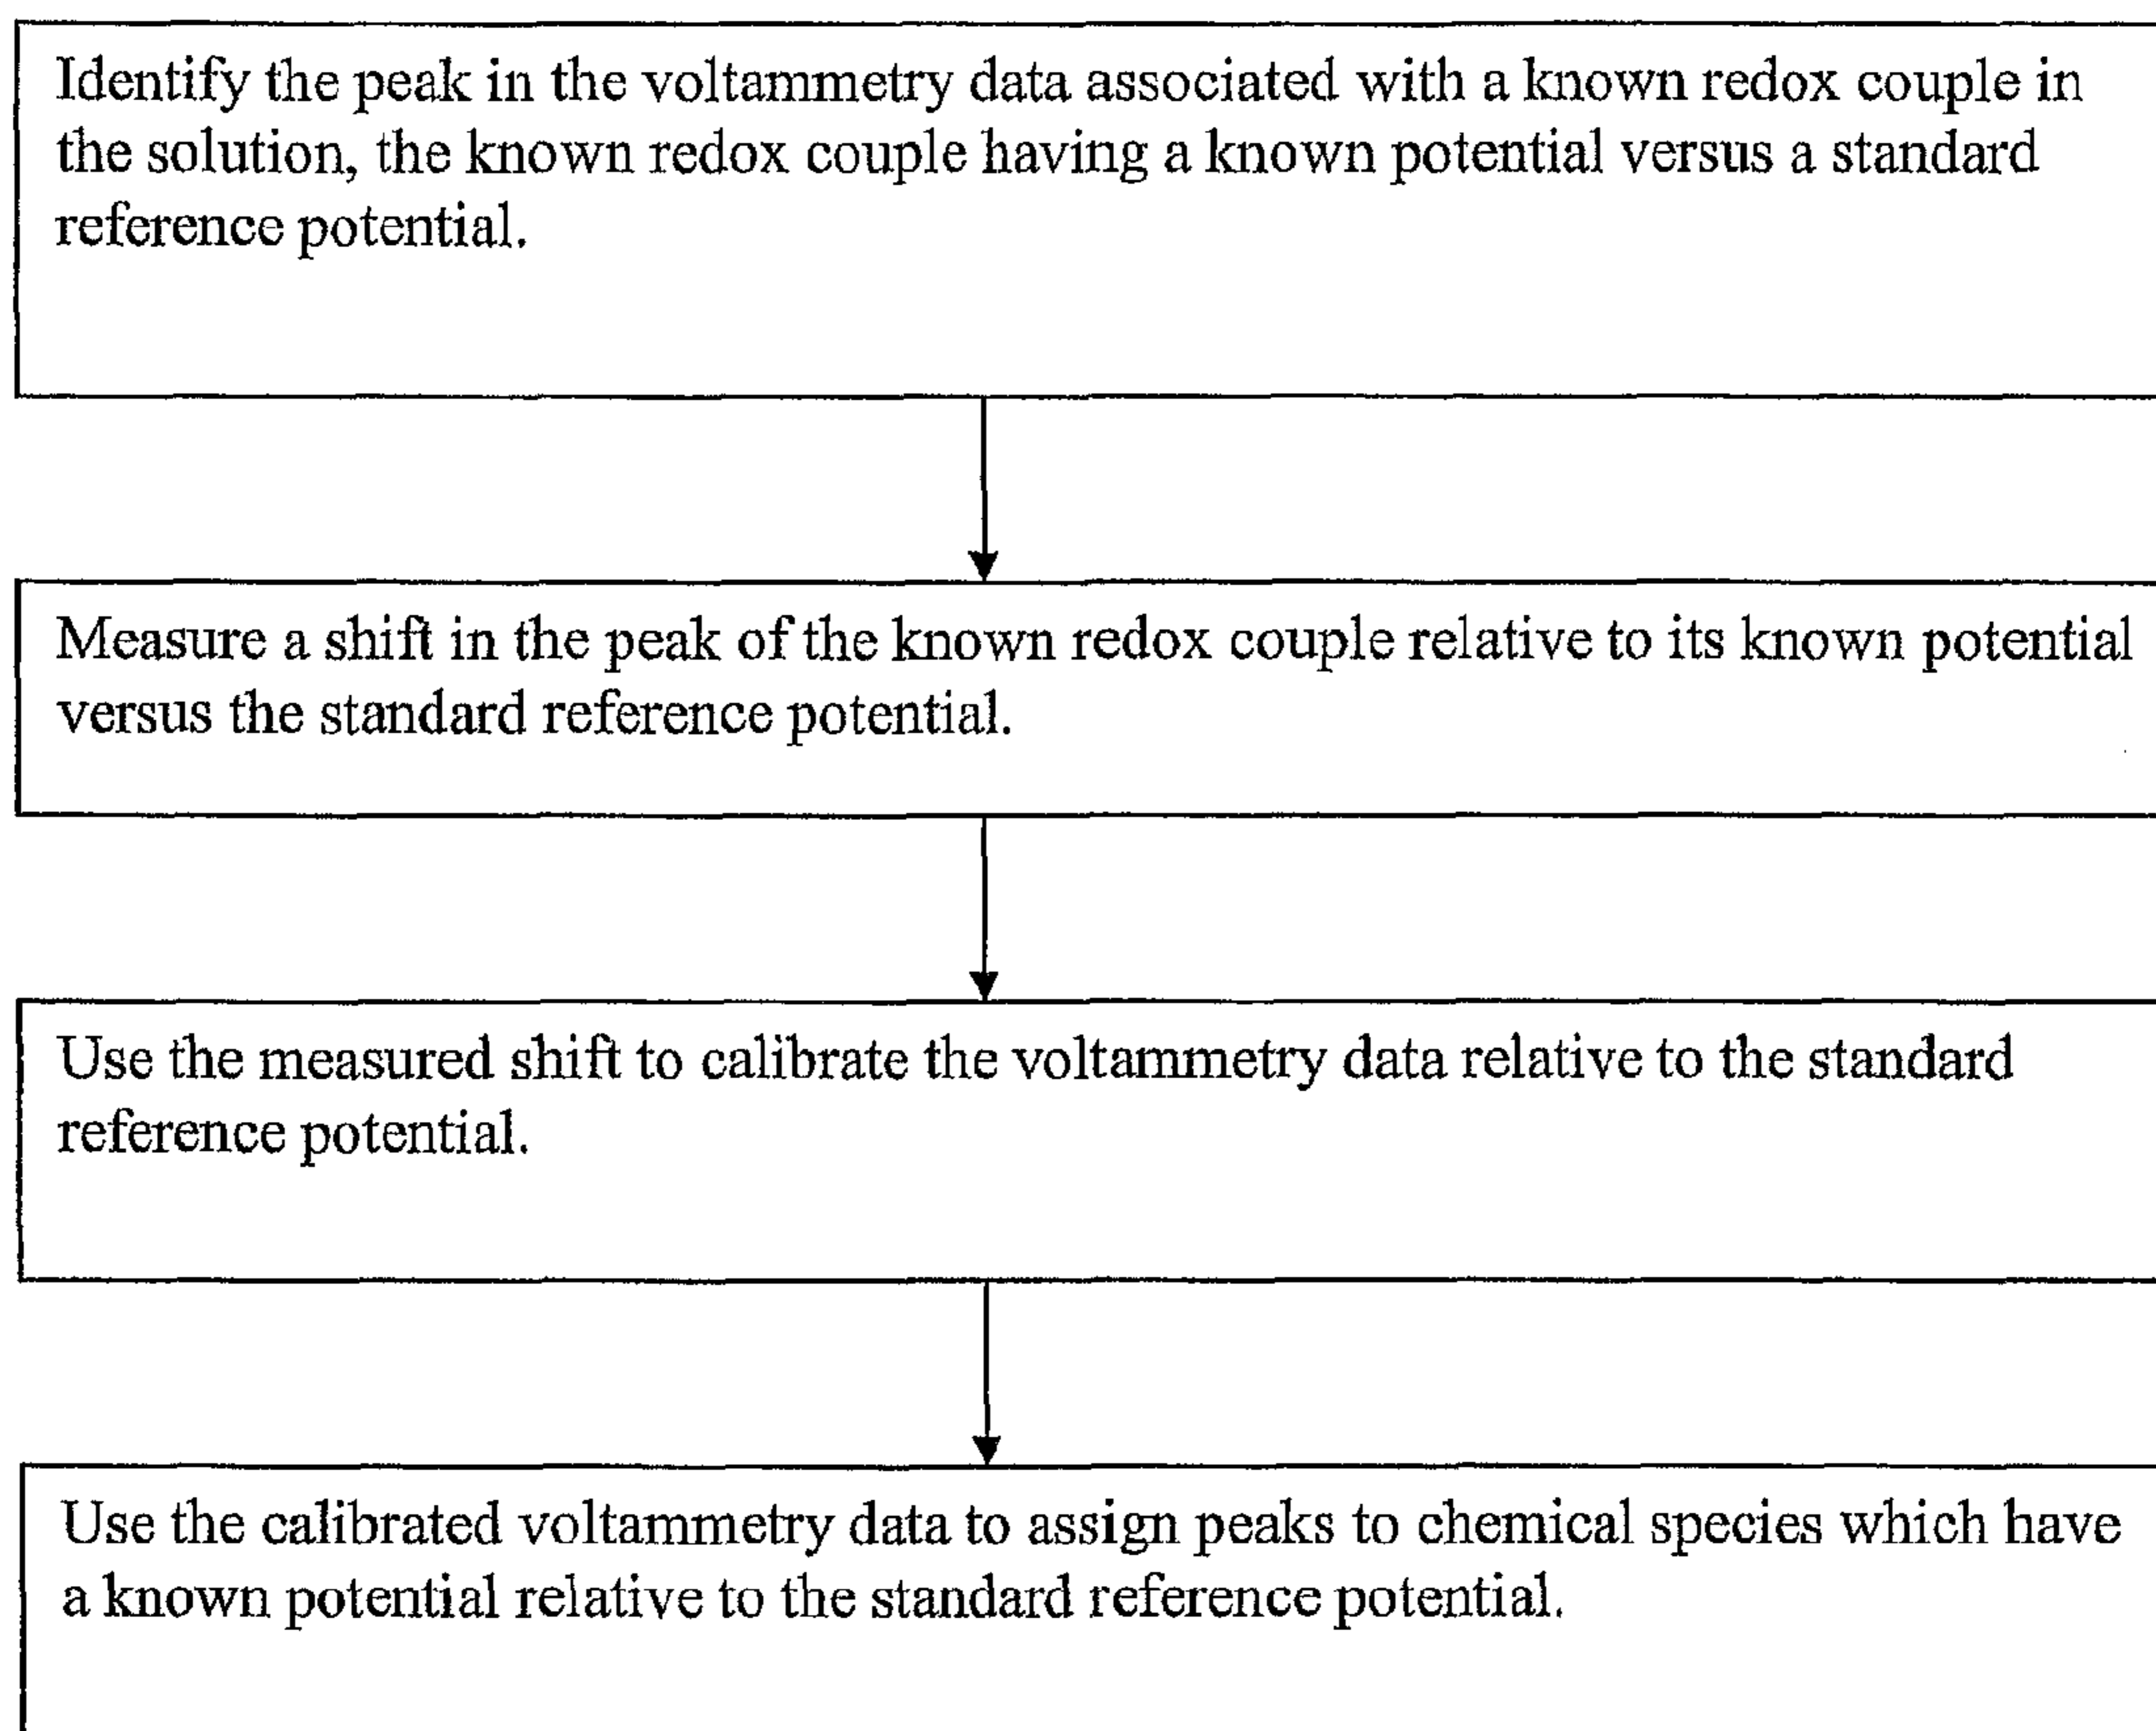 Identify the peak in the voltammetry data associated with a known redox couple in
the solution, the known redox couple having a known potential versus a standard
reference potential.
Measure a shift in the peak of the known redox couple relative to its known potential
versus the standard reference potential.
Use the measured shift to calibrate the voltammetry data relative to the standard
reference potential.
Use the calibrated voltammetry data to assign peaks to chemical species which have
a known potential relative to the standard reference potential.